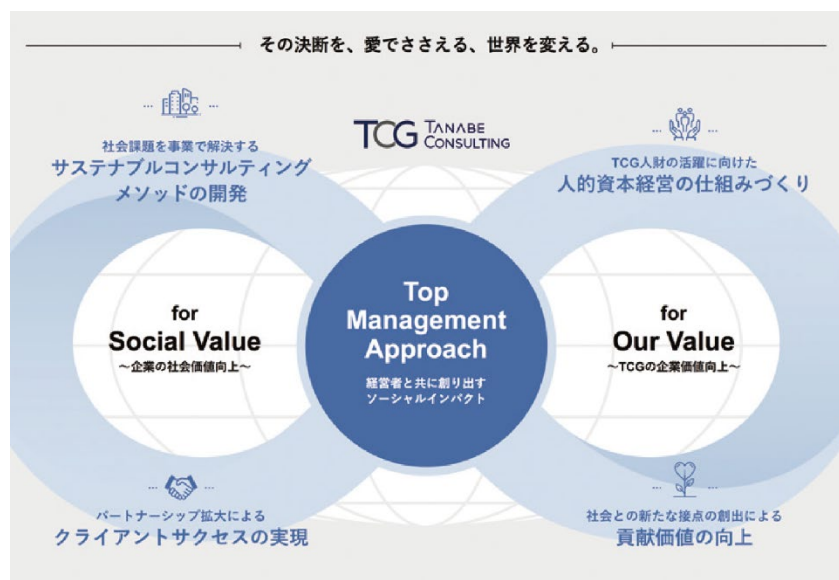 その決断を、愛でささえる、世界を変える。
TCG TANABE
CONSULTING
社会課題を事業で解決する
サステナブルコンサルティング
メソッドの開発
TCG人財の活躍に向けた
人的資本経営の仕組みづくり
for
Social Value
〜企業の社会価値向上〜
Top
Management
Approach
経営者と共に創り出す
ソーシャルインパクト
for
Our Value
〜TCGの企業価値向上〜
パートナーシップ拡大による
クライアントサクセスの実現
社会との新たな接点の創出による
貢献価値の向上